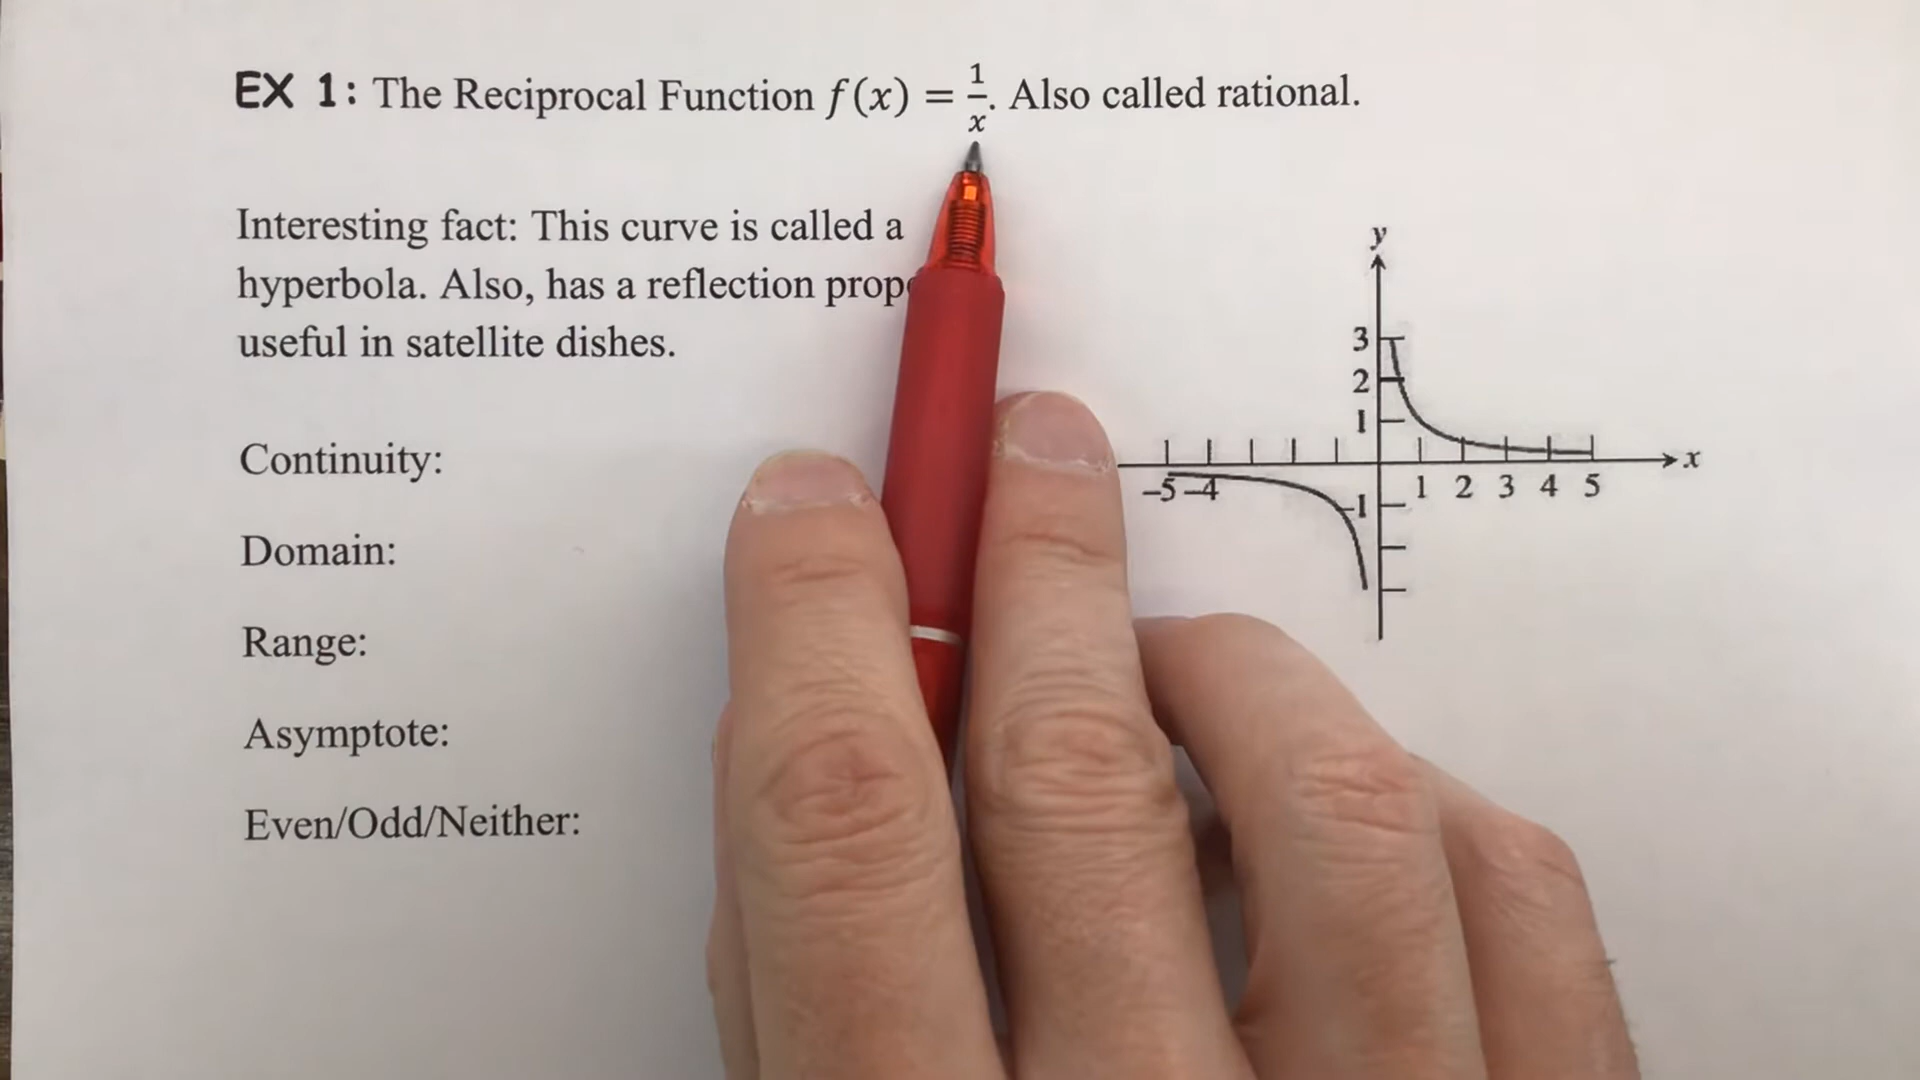 EX 1: The Reciprocal Function f(x) = 1/x. Also called rational.
Interesting fact: This curve is called a
hyperbola. Also, has a reflection
useful in satellite dishes.
Continuity:
Domain:
Range:
Asymptote:
Even/Odd/Neither:
y
3
2
1
x
-5 -4 1 2 3 4 5
-1